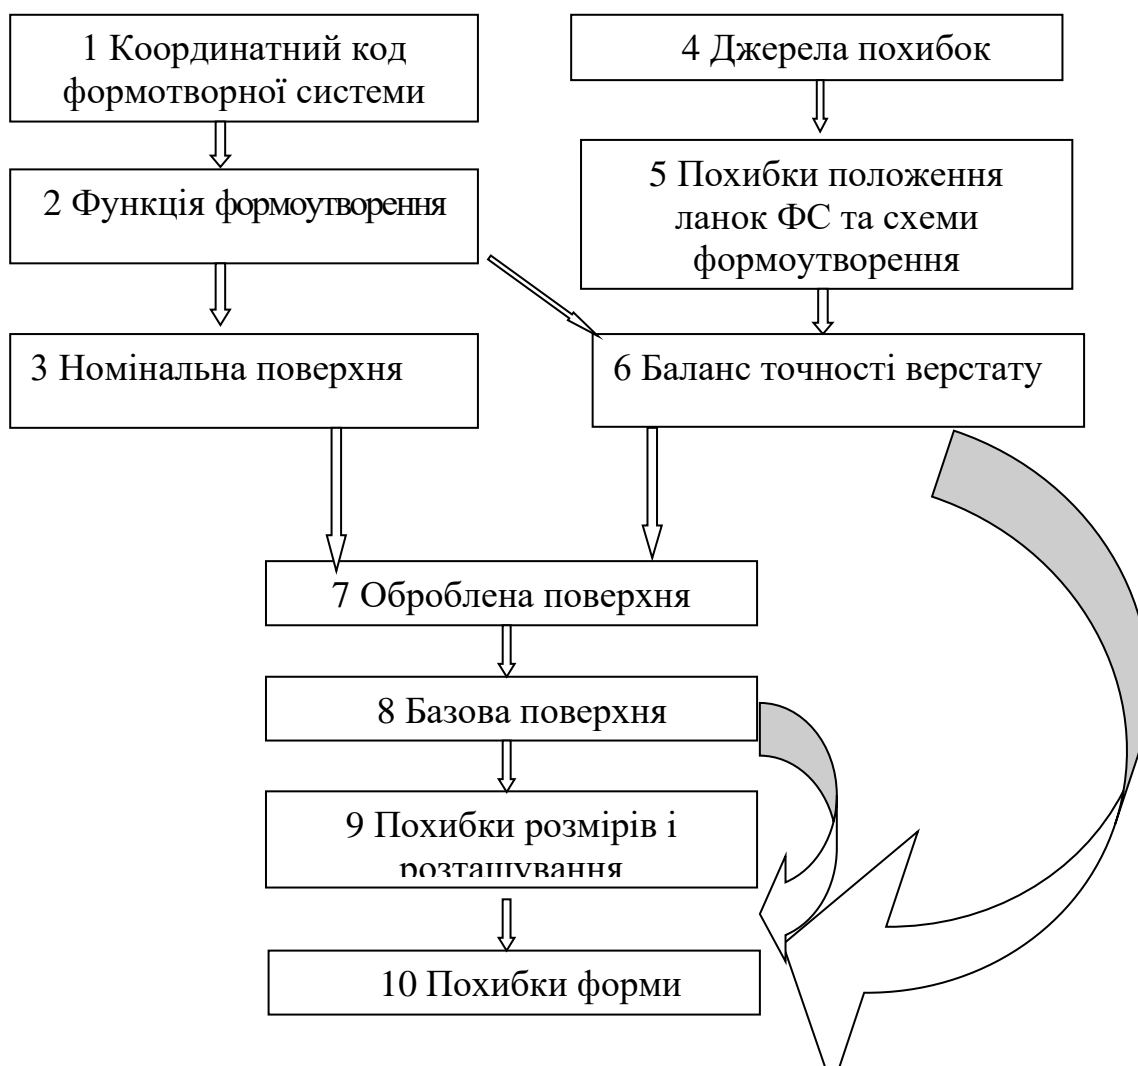 1 Координатний код
формотворної системи
4 Джерела похибок
2 Функція формоутворення
5 Похибки положення
ланок ФС та схеми
формоутворення
3 Номінальна поверхня
6 Баланс точності верстату
7 Оброблена поверхня
8 Базова поверхня
9 Похибки розмірів і
розташування
10 Похибки форми